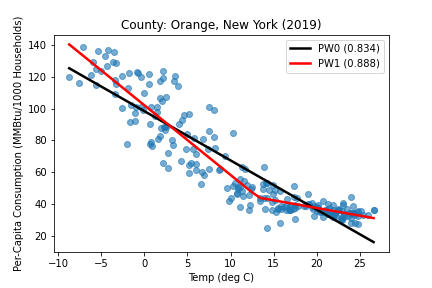 County: Orange, New York (2019)
PW0 (0.834)
PW1 (0.888)
Per-Capita Consumption (MMBtu/1000 Households)
140
120
100
80
60
40
20
−10 −5 0 5 10 15 20 25
Temp (deg C)